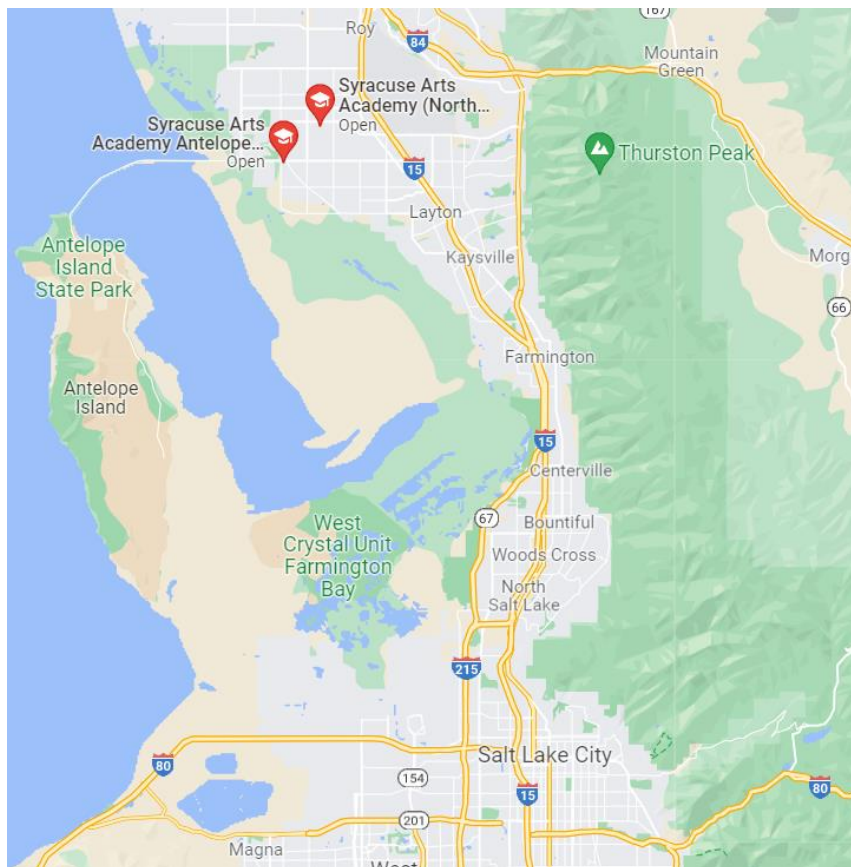 167
Roy
84
Mountain
Green
Syracuse Arts
Academy (North...
Open
Syracuse Arts
Academy Antelope...
Open
Thurston Peak
15
Layton
Antelope
Island
State Park
Kaysville
Morg
66
Farmington
Antelope
Island
15
Centerville
67
Bountiful
West
Crystal Unit
Farmington
Bay
Woods Cross
North
Salt Lake
215
Salt Lake City
80
154
15
80
201
Magna
West